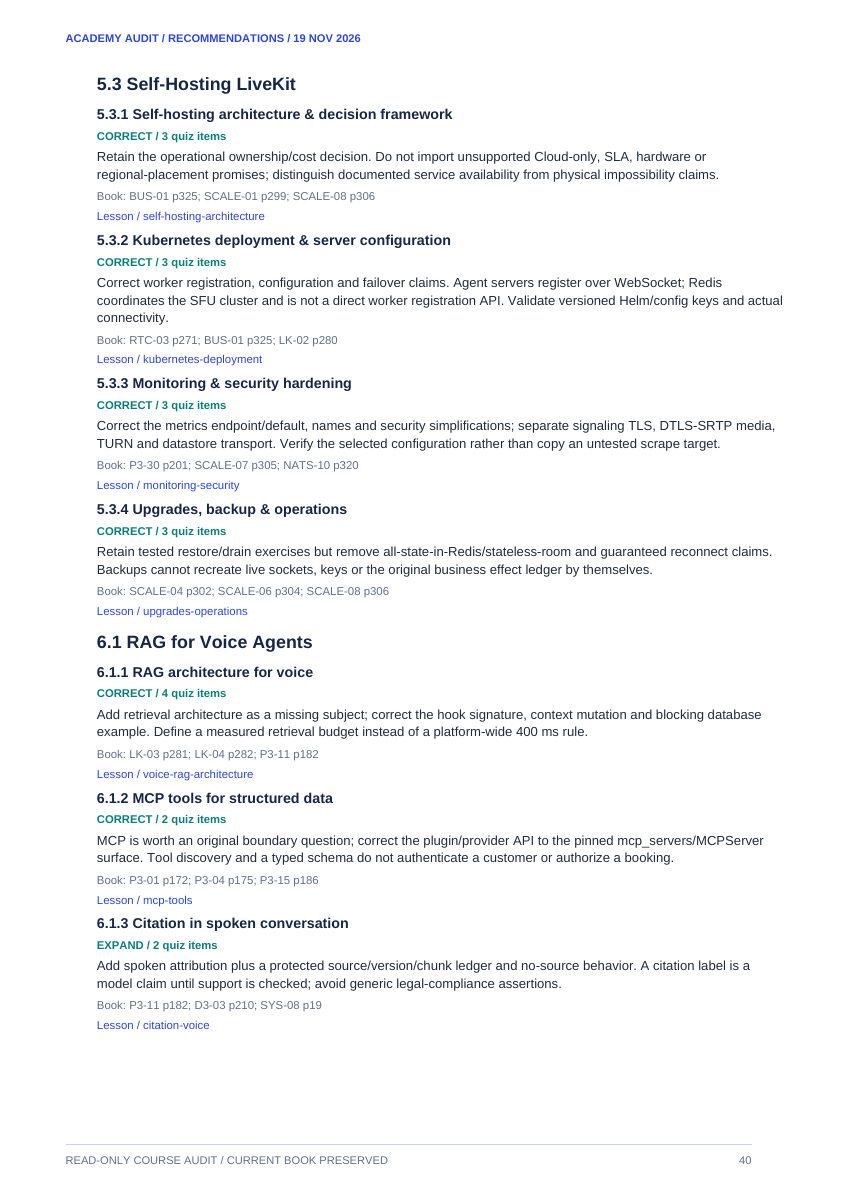 ACADEMY AUDIT / RECOMMENDATIONS / 19 NOV 2026
5.3 Self-Hosting LiveKit
5.3.1 Self-hosting architecture & decision framework
CORRECT / 3 quiz items
Retain the operational ownership/cost decision. Do not import unsupported Cloud-only, SLA, hardware or
regional-placement promises; distinguish documented service availability from physical impossibility claims.
Book: BUS-01 p325; SCALE-01 p299; SCALE-08 p306
Lesson / self-hosting-architecture
5.3.2 Kubernetes deployment & server configuration
CORRECT / 3 quiz items
Correct worker registration, configuration and failover claims. Agent servers register over WebSocket; Redis
coordinates the SFU cluster and is not a direct worker registration API. Validate versioned Helm/config keys and actual
connectivity.
Book: RTC-03 p271; BUS-01 p325; LK-02 p280
Lesson / kubernetes-deployment
5.3.3 Monitoring & security hardening
CORRECT / 3 quiz items
Correct the metrics endpoint/default, names and security simplifications; separate signaling TLS, DTLS-SRTP media,
TURN and datastore transport. Verify the selected configuration rather than copy an untested scrape target.
Book: P3-30 p201; SCALE-07 p305; NATS-10 p320
Lesson / monitoring-security
5.3.4 Upgrades, backup & operations
CORRECT / 3 quiz items
Retain tested restore/drain exercises but remove all-state-in-Redis/stateless-room and guaranteed reconnect claims.
Backups cannot recreate live sockets, keys or the original business effect ledger by themselves.
Book: SCALE-04 p302; SCALE-06 p304; SCALE-08 p306
Lesson / upgrades-operations
6.1 RAG for Voice Agents
6.1.1 RAG architecture for voice
CORRECT / 4 quiz items
Add retrieval architecture as a missing subject; correct the hook signature, context mutation and blocking database
example. Define a measured retrieval budget instead of a platform-wide 400 ms rule.
Book: LK-03 p281; LK-04 p282; P3-11 p182
Lesson / voice-rag-architecture
6.1.2 MCP tools for structured data
CORRECT / 2 quiz items
MCP is worth an original boundary question; correct the plugin/provider API to the pinned mcp_servers/MCPServer
surface. Tool discovery and a typed schema do not authenticate a customer or authorize a booking.
Book: P3-01 p172; P3-04 p175; P3-15 p186
Lesson / mcp-tools
6.1.3 Citation in spoken conversation
EXPAND / 2 quiz items
Add spoken attribution plus a protected source/version/chunk ledger and no-source behavior. A citation label is a
model claim until support is checked; avoid generic legal-compliance assertions.
Book: P3-11 p182; D3-03 p210; SYS-08 p19
Lesson / citation-voice
READ-ONLY COURSE AUDIT / CURRENT BOOK PRESERVED
40